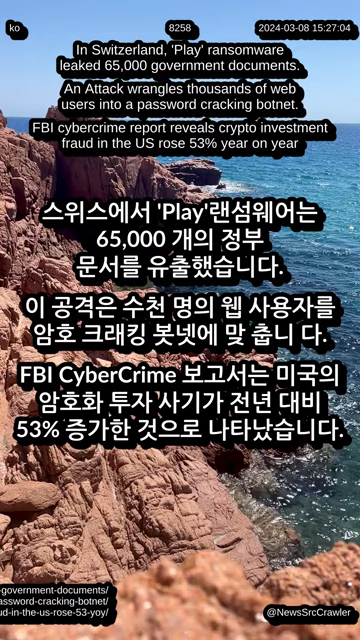 ko 8258 2024-03-08 15:27:04
In Switzerland, 'Play' ransomware
leaked 65,000 government documents.
An Attack wrangles thousands of web
users into a password cracking botnet.
FBI cybercrime report reveals crypto investment
fraud in the US rose 53% year on year
스위스에서 'Play'랜섬웨어는
65,000 개의 정부
문서를 유출했습니다.
이 공격은 수천 명의 웹 사용자를
암호 크래킹 봇넷에 맞 춥니 다.
FBI CyberCrime 보고서는 미국의
암호화 투자 사기가 전년 대비
53% 증가한 것으로 나타났습니다.
-government-documents/
assword-cracking-botnet/
ud-in-the-us-rose-53-yoy/
@NewsSrcCrawler